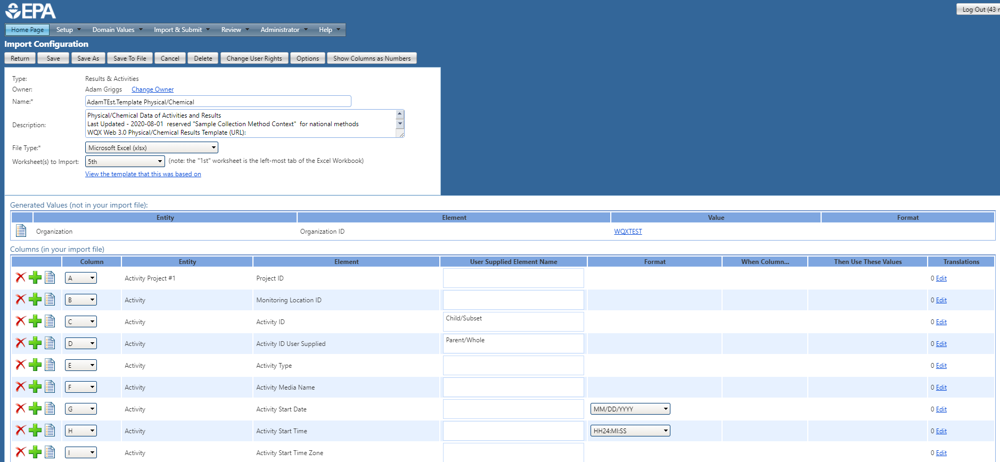 EPA
Log Out (43
Home Page Setup Domain Values Import & Submit Review Administrator Help
Import Configuration
Return Save Save As Save To File Cancel Delete Change User Rights Options Show Columns as Numbers
Type: Results & Activities
Owner: Adam Griggs Change Owner
Name:* AdamTEst.Template Physical/Chemical
Physical/Chemical Data of Activities and Results
Description: Last Updated - 2020-08-01 reserved "Sample Collection Method Context" for national methods
WQX Web 3.0 Physical/Chemical Results Template (URL):
File Type:* Microsoft Excel (xlsx)
Worksheet(s) to Import: 5th (note: the "1st" worksheet is the left-most tab of the Excel Workbook)
View the template that this was based on
Generated Values (not in your import file):
Entity Element Value Format
Organization Organization ID WQXTEST
Columns (in your import file)
Column Entity Element User Supplied Element Name Format When Column... Then Use These Values Translations
A Activity Project #1 Project ID 0 Edit
B Activity Monitoring Location ID 0 Edit
C Activity Activity ID Child/Subset 0 Edit
D Activity Activity ID User Supplied Parent/Whole 0 Edit
E Activity Activity Type 0 Edit
F Activity Activity Media Name 0 Edit
G Activity Activity Start Date MM/DD/YYYY 0 Edit
H Activity Activity Start Time HH24:MI:SS 0 Edit
I Activity Activity Start Time Zone 0 Edit